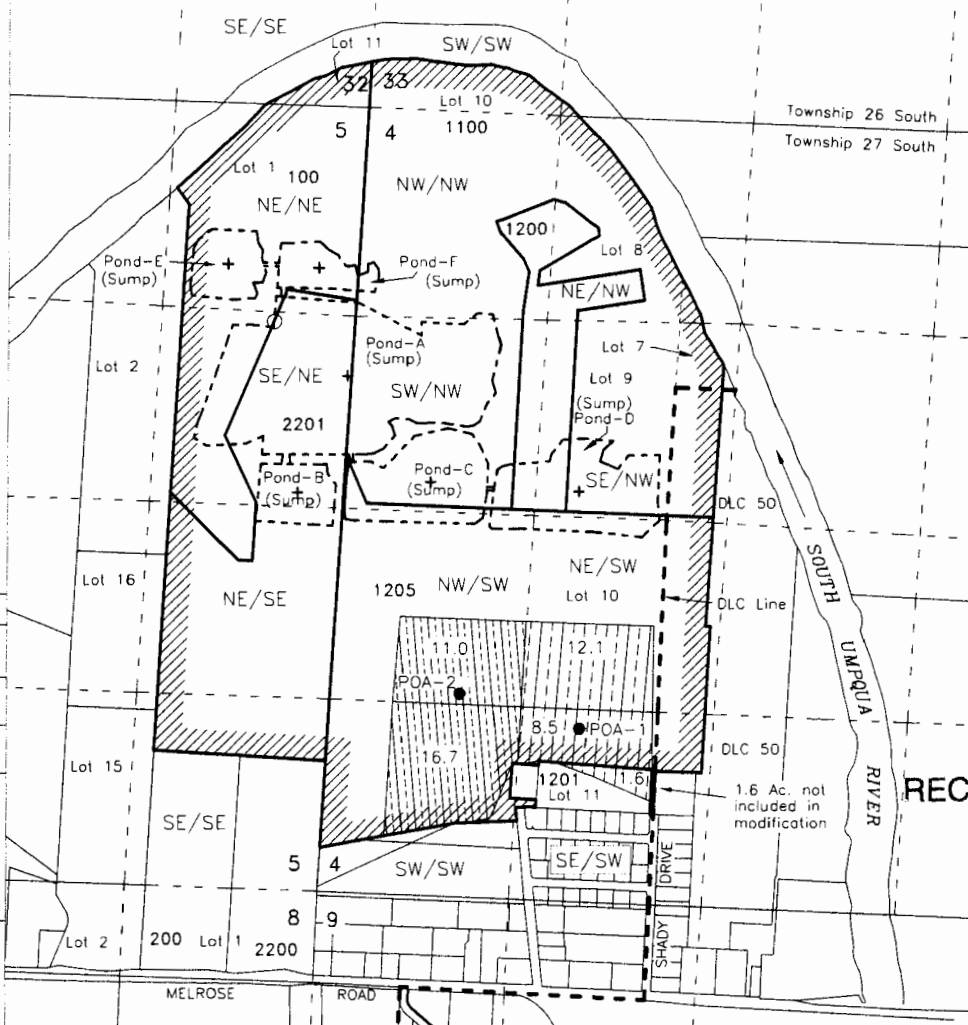 SE/SE
Lot 11
SW/SW
32 33
Lot 10
Township 26 South
5 4
1100
Township 27 South
Lot 1
100
NW/NW
NE/NE
1200
Lot 8
Pond-E
(Sump)
Pond-F
(Sump)
NE/NW
Pond-A
(Sump)
Lot 7
Lot 2
SE/NE
SW/NW
Lot 9
(Sump)
Pond-D
2201
Pond-B
(Sump)
Pond-C
(Sump)
SE/NW
DLC 50
SOUTH
UMPQUA
RIVER
Lot 16
NE/SE
1205
NW/SW
NE/SW
Lot 10
DLC Line
11.0
12.1
POA-2
8.5
POA-1
16.7
DLC 50
Lot 15
1201
1.6
Lot 11
1.6 Ac. not
included in
modification
REC
SE/SE
SE/SW
DRIVE
5 4
SW/SW
8 9
SHADY
Lot 2
200
Lot 1
2200
MELROSE
ROAD